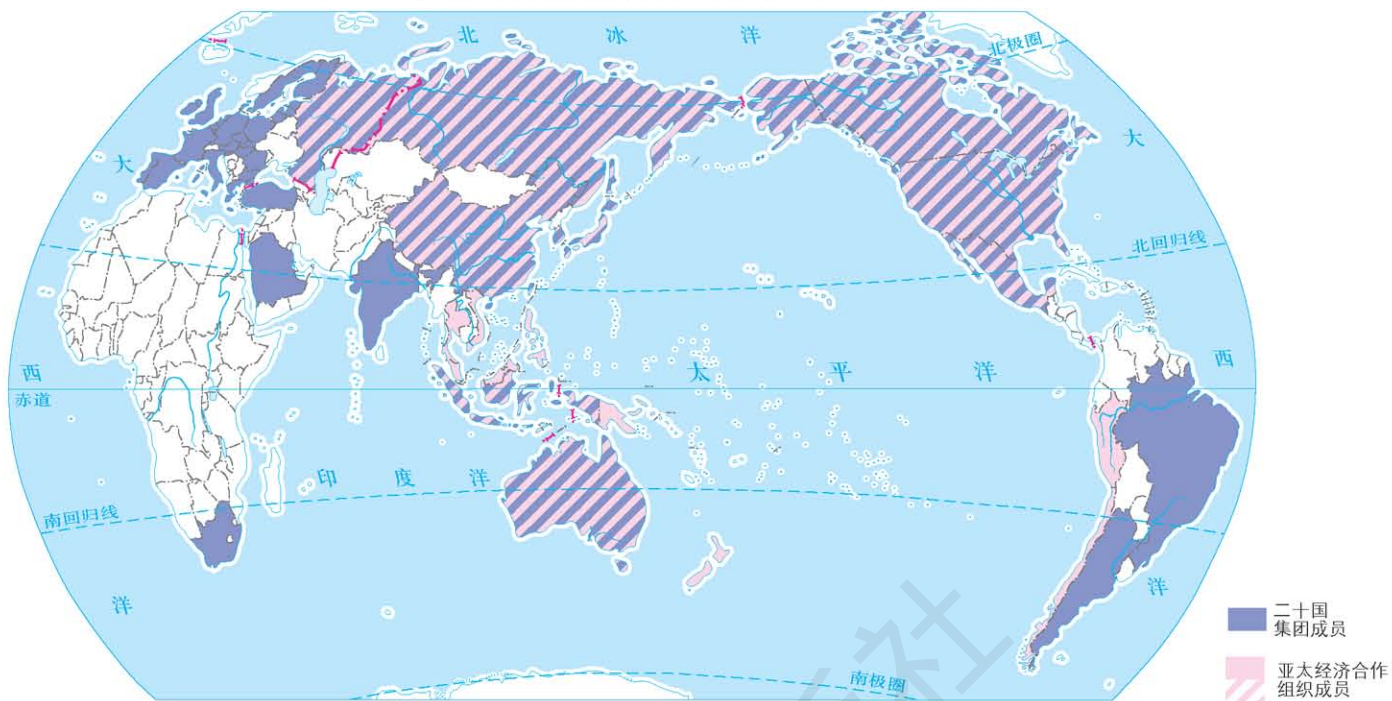 北冰洋
北极圈
大
大
北回归线
西
太平洋
西
赤道
印度洋
南回归线
洋
洋
南极圈
二十国
集团成员
亚太经济合作
组织成员
社